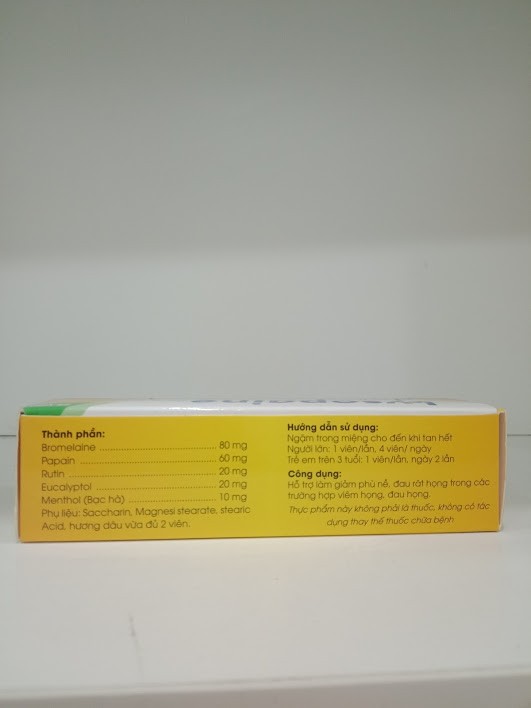 Thành phần:
Bromelaine ........................ 80 mg
Papain ........................ 60 mg
Rutin ........................ 20 mg
Eucalyptol ........................ 20 mg
Menthol (Bạc hà) ........................ 10 mg
Phụ liệu: Saccharin, Magnesi stearate, stearic
Acid, hương dâu vừa đủ 2 viên.
Hướng dẫn sử dụng:
Ngậm trong miệng cho đến khi tan hết
Người lớn: 1 viên/lần, 4 viên/ ngày
Trẻ em trên 3 tuổi: 1 viên/lần, ngày 2 lần
Công dụng:
Hỗ trợ làm giảm phù nề, đau rát họng trong các
trường hợp viêm họng, đau họng.
Thực phẩm này không phải là thuốc, không có tác
dụng thay thế thuốc chữa bệnh